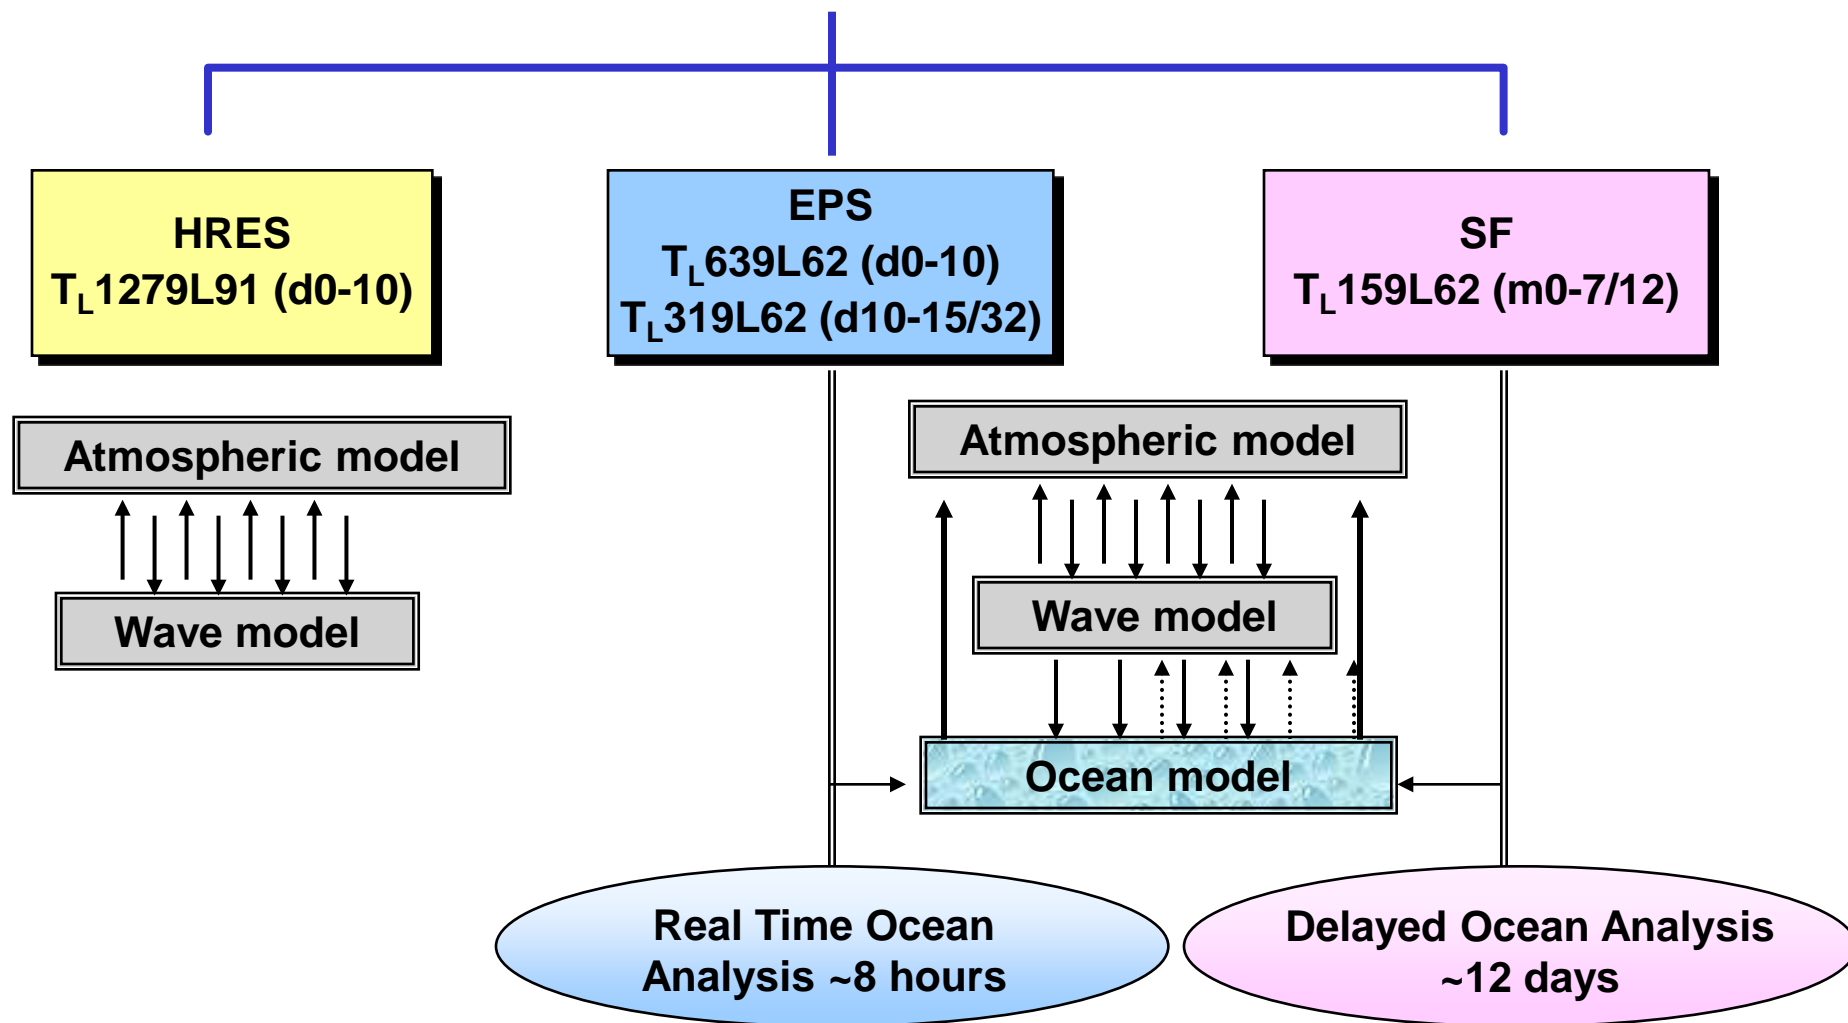 HRES
TL1279L91 (d0-10)
EPS
TL639L62 (d0-10)
TL319L62 (d10-15/32)
SF
TL159L62 (m0-7/12)
Atmospheric model
Wave model
Atmospheric model
Wave model
Ocean model
Real Time Ocean
Analysis ~8 hours
Delayed Ocean Analysis
~12 days